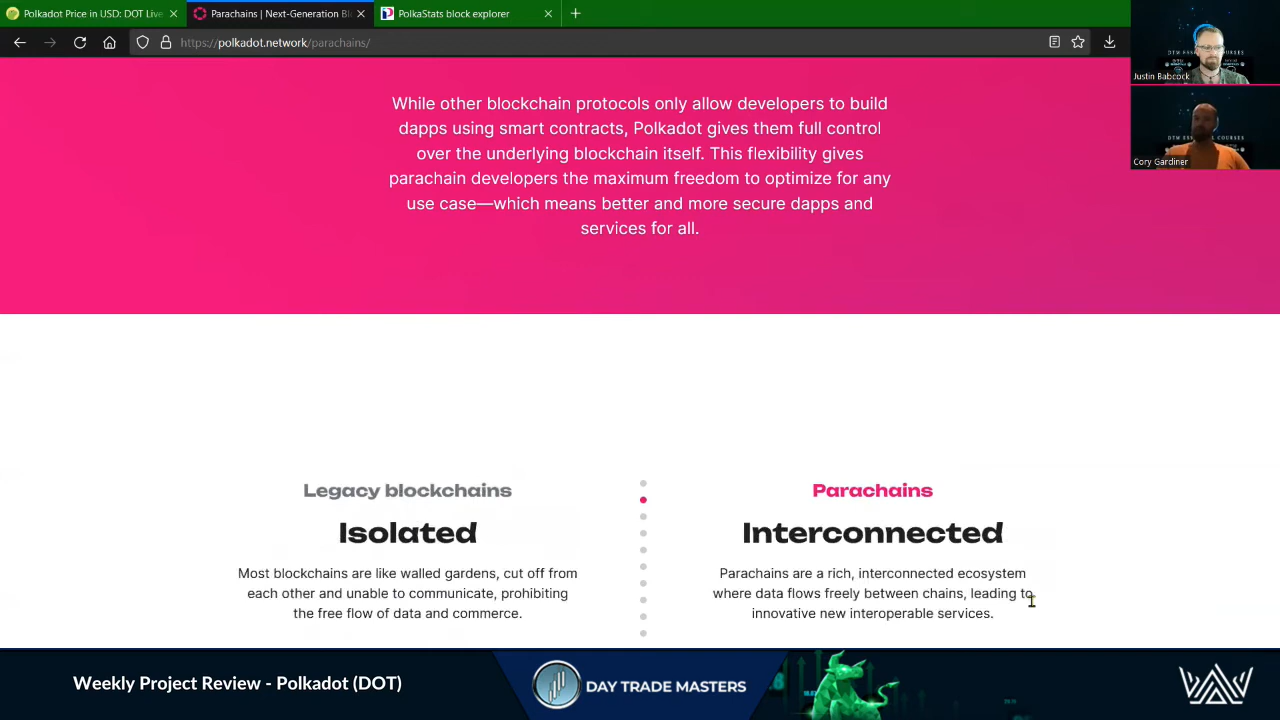 Polkadot Price in USD: DOT Live
Parachains | Next-Generation Bl
PolkaStats block explorer
https://polkadot.network/parachains/
Justin Babcock
Cory Gardiner
While other blockchain protocols only allow developers to build
dapps using smart contracts, Polkadot gives them full control
over the underlying blockchain itself. This flexibility gives
parachain developers the maximum freedom to optimize for any
use case—which means better and more secure dapps and
services for all.
Legacy blockchains
Isolated
Most blockchains are like walled gardens, cut off from
each other and unable to communicate, prohibiting
the free flow of data and commerce.
Parachains
Interconnected
Parachains are a rich, interconnected ecosystem
where data flows freely between chains, leading to
innovative new interoperable services.
Weekly Project Review - Polkadot (DOT)
DAY TRADE MASTERS